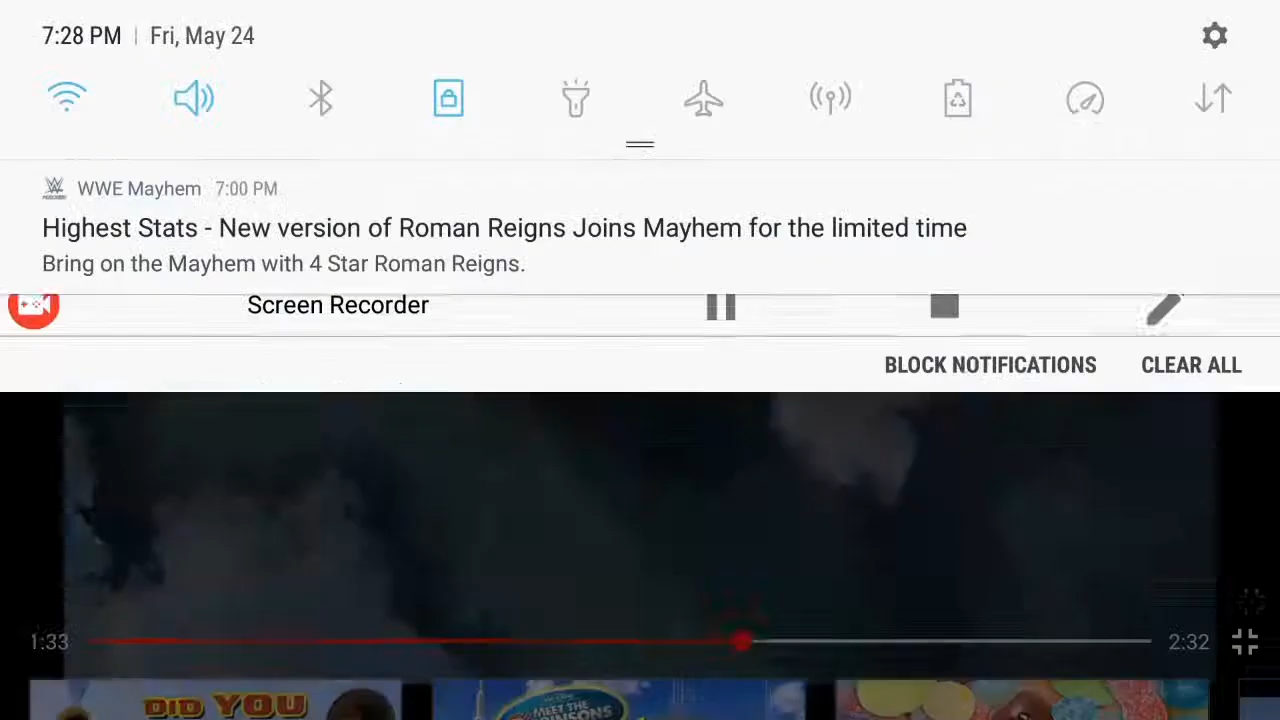 7:28 PM | Fri, May 24
WWE Mayhem 7:00 PM
Highest Stats - New version of Roman Reigns Joins Mayhem for the limited time
Bring on the Mayhem with 4 Star Roman Reigns.
Screen Recorder
BLOCK NOTIFICATIONS CLEAR ALL
1:33 2:32
DID YOU
MEET THE